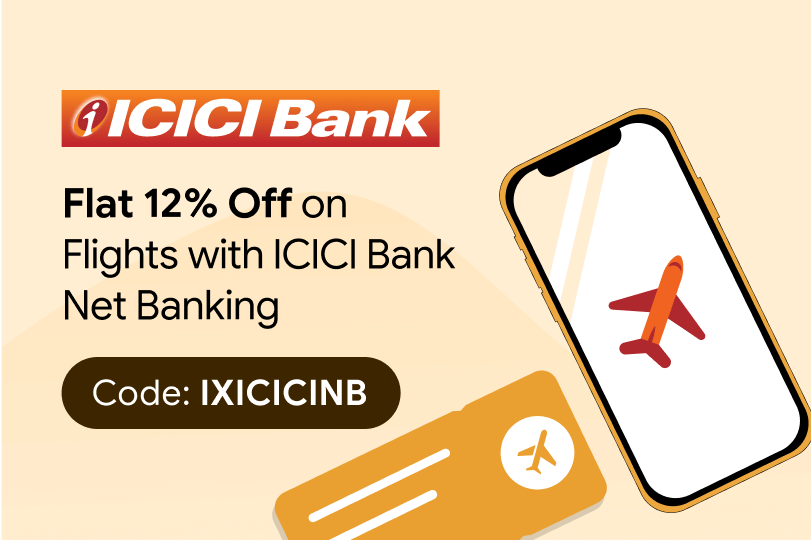 i ICICI Bank
Flat 12% Off on
Flights with ICICI Bank
Net Banking
Code: IXICICINB